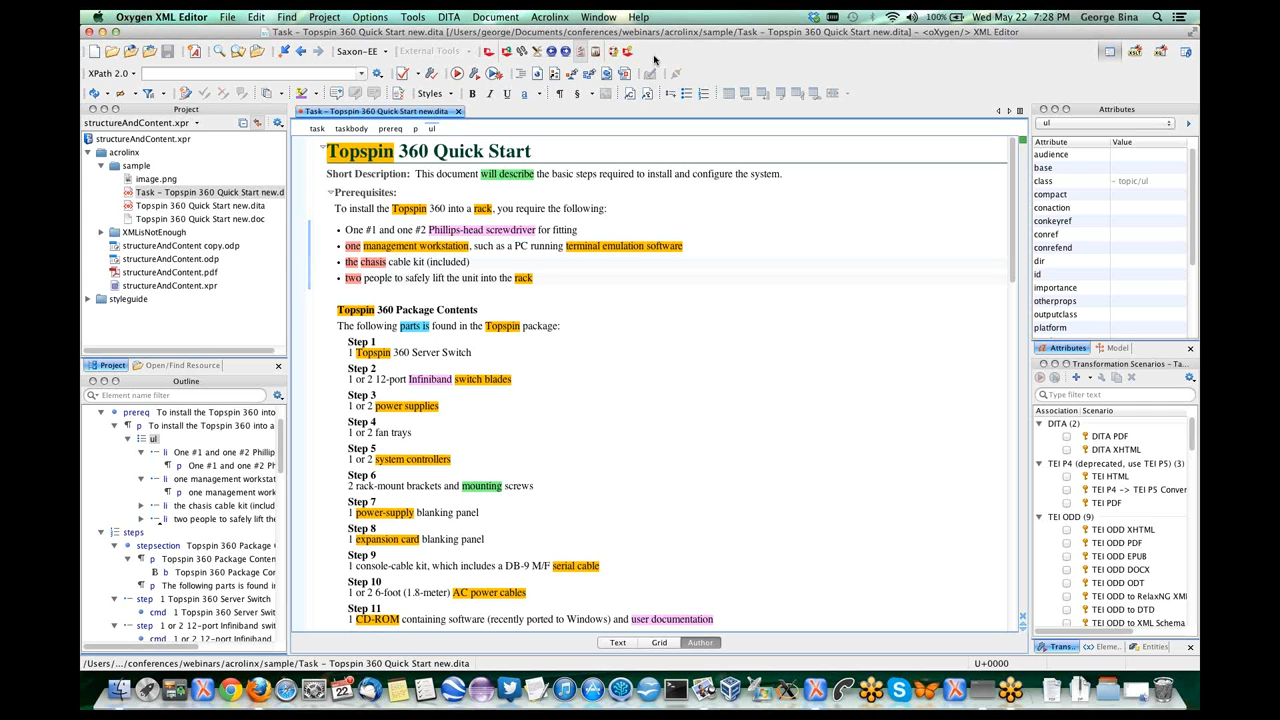 Oxygen XML Editor File Edit Find Project Options Tools DITA Document Acrolinx Window Help 100% Wed May 22 7:28 PM George Bina
Task - Topspin 360 Quick Start new.dita [/Users/george/Documents/conferences/webinars/acrolinx/sample/Task - Topspin 360 Quick Start new.dita] - <oXygen/> XML Editor
Saxon-EE External Tools
XPath 2.0
Styles B I U a ¶ §
Project
structureAndContent.xpr
structureAndContent.xpr
acrolinx
sample
image.png
Task - Topspin 360 Quick Start new.d
Topspin 360 Quick Start new.dita
Topspin 360 Quick Start new.doc
XMLisNotEnough
structureAndContent copy.odp
structureAndContent.odp
structureAndContent.pdf
structureAndContent.xpr
styleguide
Project Open/Find Resource
Outline
Element name filter
prereq To install the Topspin 360 into
p To install the Topspin 360 into a
ul
li One #1 and one #2 Phillip
p One #1 and one #2 Ph
li one management workstat
p one management work
li the chasis cable kit (includ
li two people to safely lift the
steps
stepsection Topspin 360 Package
p Topspin 360 Package Con
b Topspin 360 Package Cor
p The following parts is found in
step 1 Topspin 360 Server Switch
cmd 1 Topspin 360 Server Swit
step 1 or 2 12-port Infiniband switch
cmd 1 or 2 12-port Infiniband
Task - Topspin 360 Quick Start new.dita
task taskbody prereq p ul
Topspin 360 Quick Start
Short Description: This document will describe the basic steps required to install and configure the system.
Prerequisites:
To install the Topspin 360 into a rack, you require the following:
• One #1 and one #2 Phillips-head screwdriver for fitting
• one management workstation, such as a PC running terminal emulation software
• the chasis cable kit (included)
• two people to safely lift the unit into the rack
Topspin 360 Package Contents
The following parts is found in the Topspin package:
Step 1
1 Topspin 360 Server Switch
Step 2
1 or 2 12-port Infiniband switch blades
Step 3
1 or 2 power supplies
Step 4
1 or 2 fan trays
Step 5
1 or 2 system controllers
Step 6
2 rack-mount brackets and mounting screws
Step 7
1 power-supply blanking panel
Step 8
1 expansion card blanking panel
Step 9
1 console-cable kit, which includes a DB-9 M/F serial cable
Step 10
1 or 2 6-foot (1.8-meter) AC power cables
Step 11
1 CD-ROM containing software (recently ported to Windows) and user documentation
Text Grid Author
Attributes
ul
Attribute Value
audience
base
class - topic/ul
compact
conaction
conkeyref
conref
conrefend
dir
id
importance
otherprops
outputclass
platform
Attributes Model
Transformation Scenarios - Ta...
Type filter text
Association Scenario
DITA (2)
DITA PDF
DITA XHTML
TEI P4 (deprecated, use TEI P5) (3)
TEI HTML
TEI P4 -> TEI P5 Conver
TEI PDF
TEI ODD (9)
TEI ODD XHTML
TEI ODD PDF
TEI ODD EPUB
TEI ODD DOCX
TEI ODD ODT
TEI ODD to RelaxNG XM
TEI ODD to DTD
TEI ODD to XML Schema
Trans... Eleme... Entities
/Users/.../conferences/webinars/acrolinx/sample/Task - Topspin 360 Quick Start new.dita U+0000